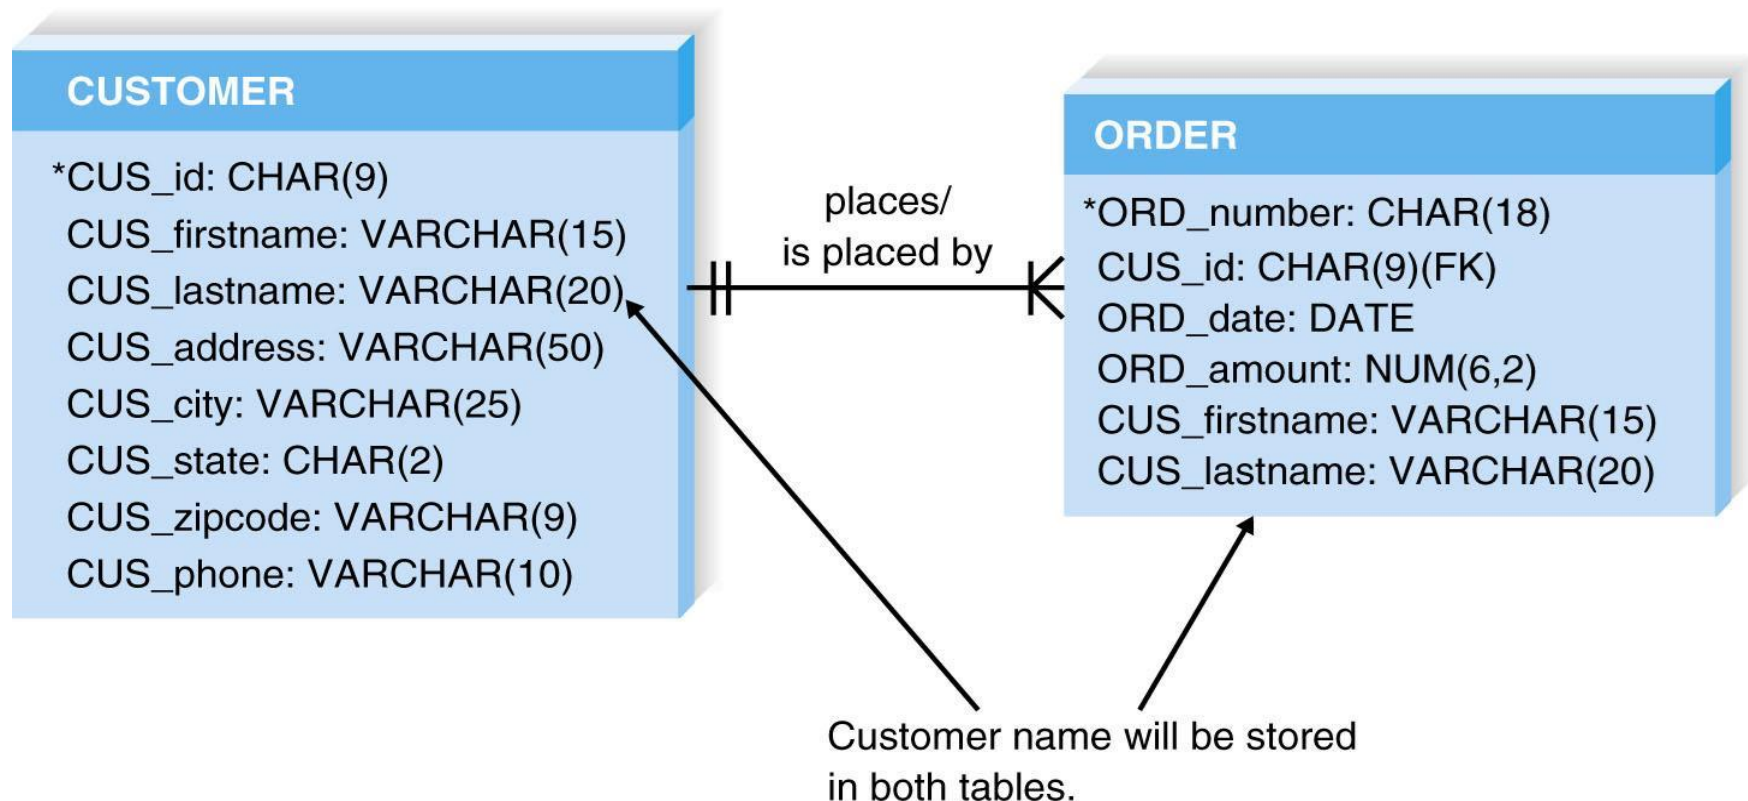 CUSTOMER
*CUS_id: CHAR(9)
CUS_firstname: VARCHAR(15)
CUS_lastname: VARCHAR(20)
CUS_address: VARCHAR(50)
CUS_city: VARCHAR(25)
CUS_state: CHAR(2)
CUS_zipcode: VARCHAR(9)
CUS_phone: VARCHAR(10)
places/
is placed by
ORDER
*ORD_number: CHAR(18)
CUS_id: CHAR(9)(FK)
ORD_date: DATE
ORD_amount: NUM(6,2)
CUS_firstname: VARCHAR(15)
CUS_lastname: VARCHAR(20)
Customer name will be stored
in both tables.